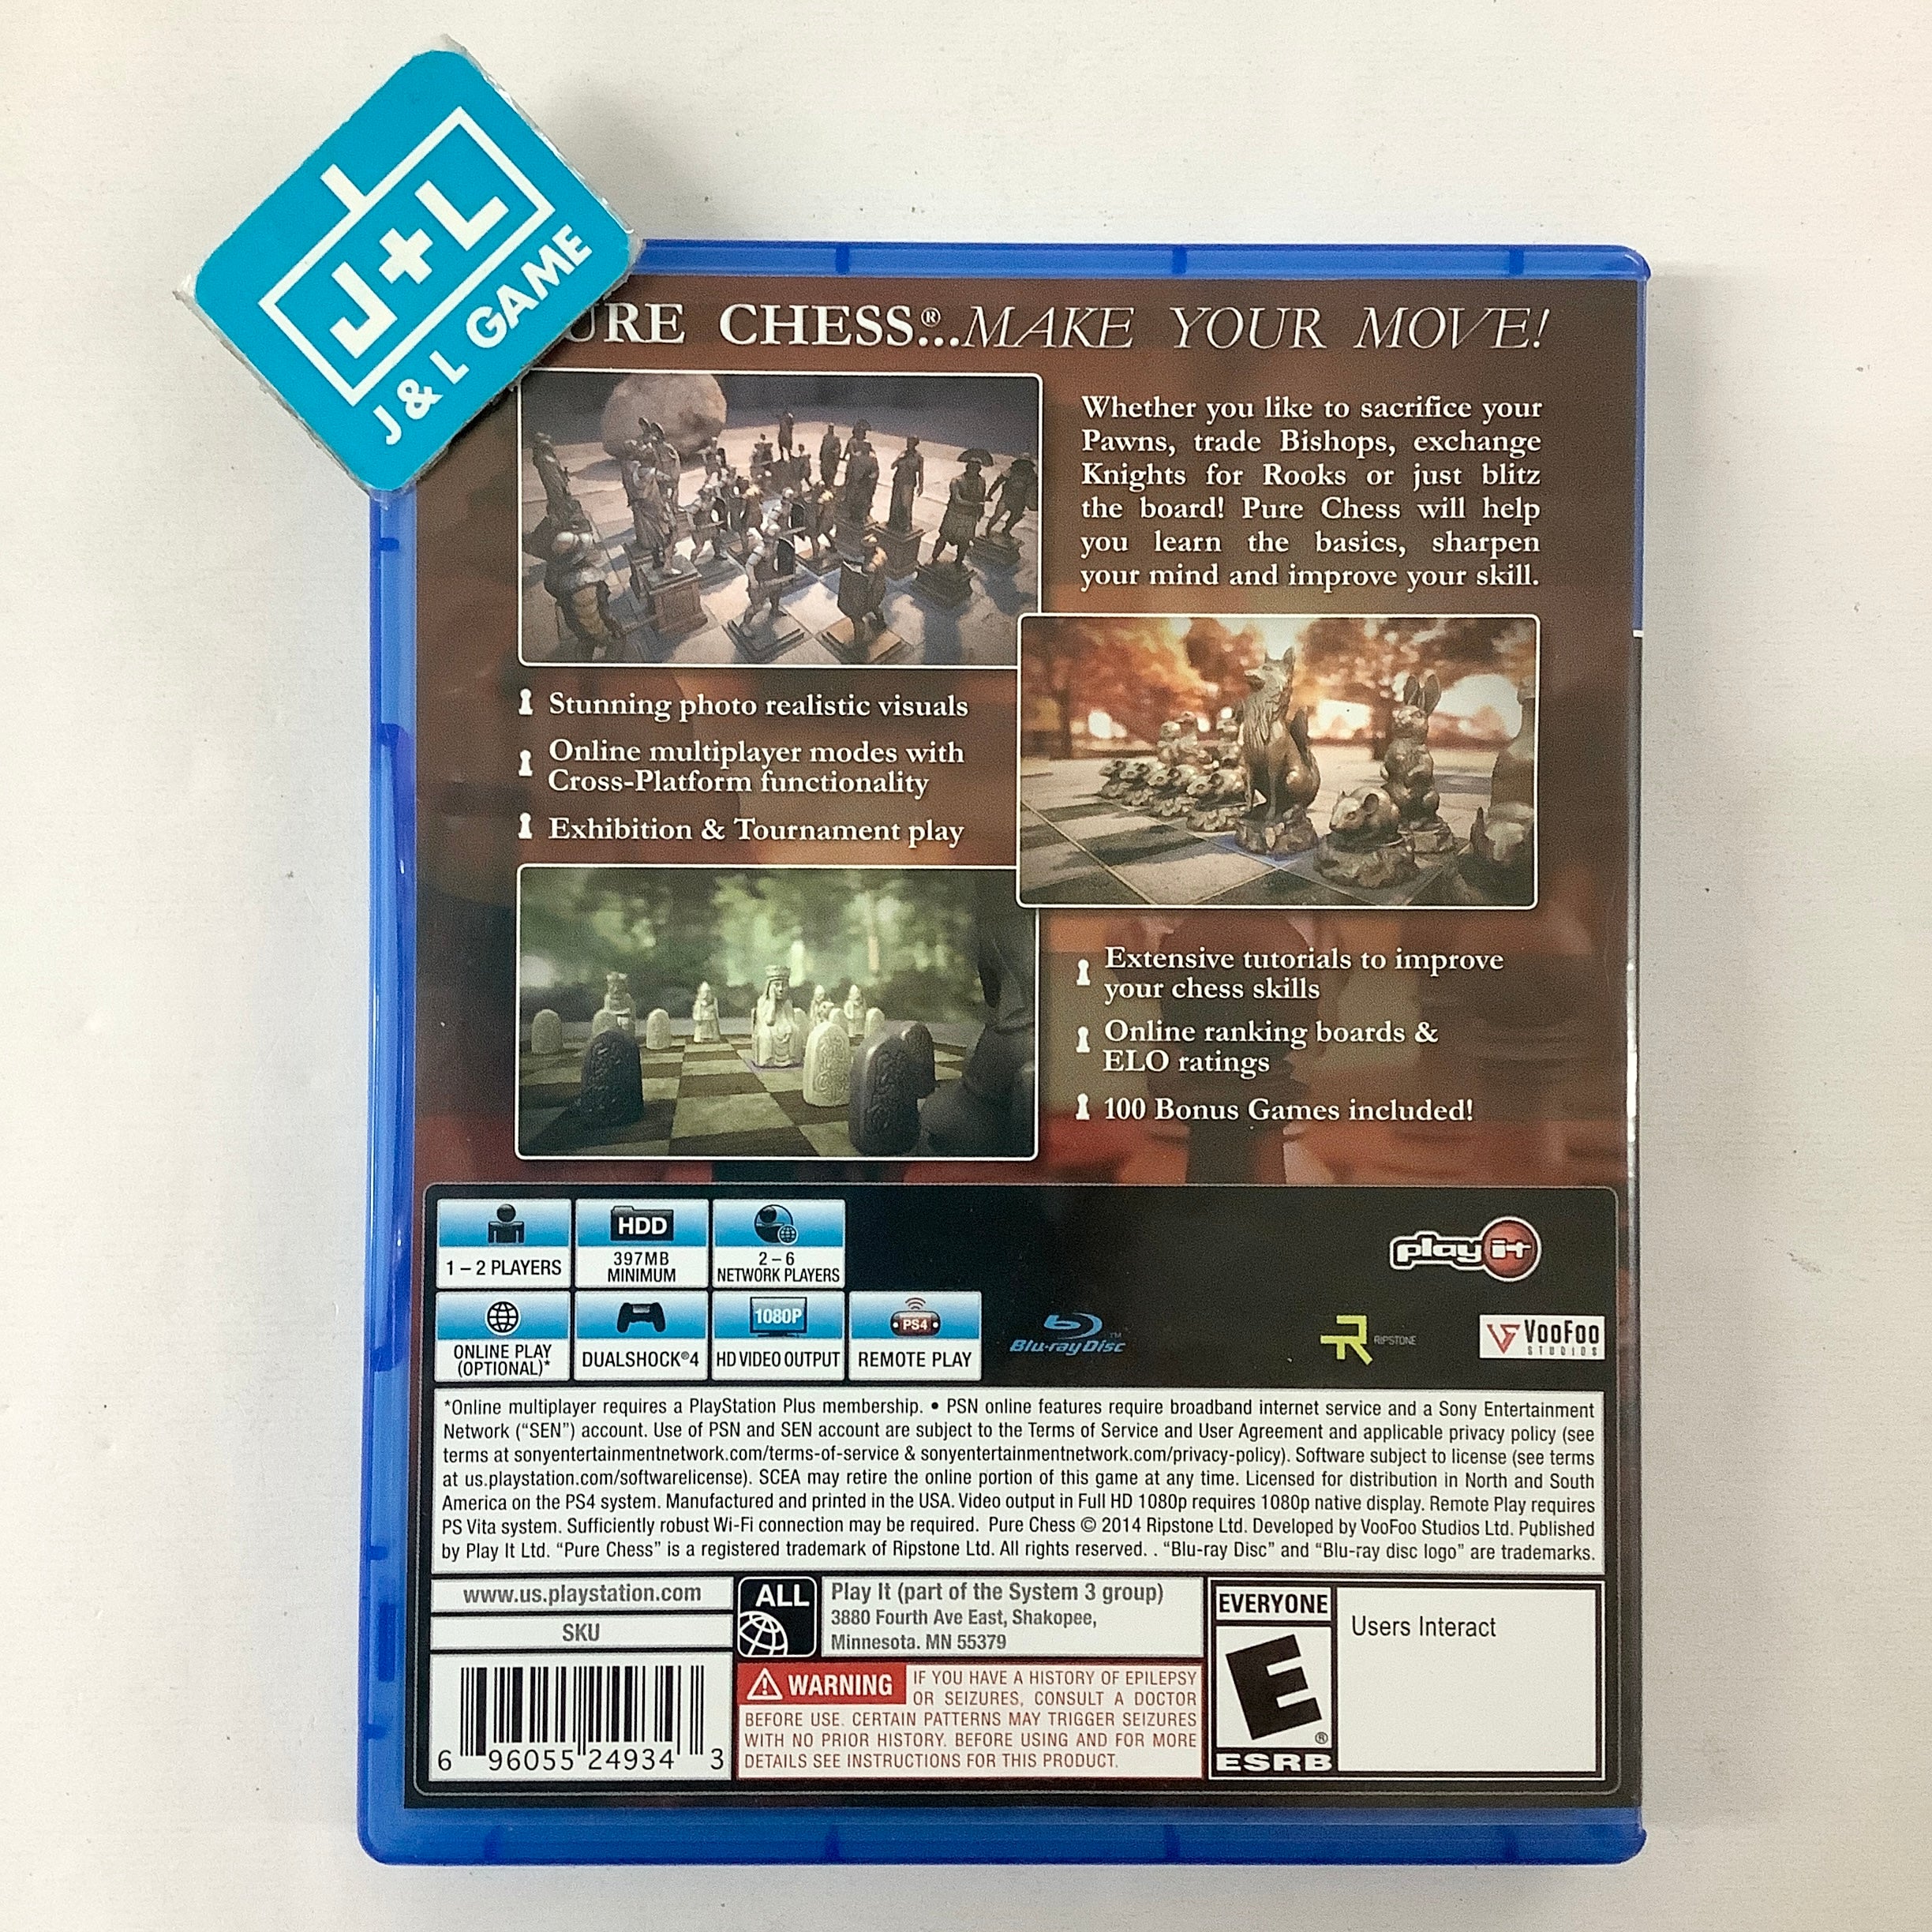 J+L
J & L GAME
URE CHESS®...MAKE YOUR MOVE!
Whether you like to sacrifice your
Pawns, trade Bishops, exchange
Knights for Rooks or just blitz
the board! Pure Chess will help
you learn the basics, sharpen
your mind and improve your skill.
Stunning photo realistic visuals
Online multiplayer modes with
Cross-Platform functionality
Exhibition & Tournament play
Extensive tutorials to improve
your chess skills
Online ranking boards &
ELO ratings
100 Bonus Games included!
1 – 2 PLAYERS
HDD
397MB
MINIMUM
2 – 6
NETWORK PLAYERS
play it
ONLINE PLAY
(OPTIONAL)*
DUALSHOCK®4
1080P
HD VIDEO OUTPUT
PS4
REMOTE PLAY
Blu-ray Disc™
RIPSTONE
VooFoo
STUDIOS
*Online multiplayer requires a PlayStation Plus membership. • PSN online features require broadband internet service and a Sony Entertainment
Network (“SEN”) account. Use of PSN and SEN account are subject to the Terms of Service and User Agreement and applicable privacy policy (see
terms at sonyentertainmentnetwork.com/terms-of-service & sonyentertainmentnetwork.com/privacy-policy). Software subject to license (see terms
at us.playstation.com/softwarelicense). SCEA may retire the online portion of this game at any time. Licensed for distribution in North and South
America on the PS4 system. Manufactured and printed in the USA. Video output in Full HD 1080p requires 1080p native display. Remote Play requires
PS Vita system. Sufficiently robust Wi-Fi connection may be required. Pure Chess © 2014 Ripstone Ltd. Developed by VooFoo Studios Ltd. Published
by Play It Ltd. “Pure Chess” is a registered trademark of Ripstone Ltd. All rights reserved. . “Blu-ray Disc” and “Blu-ray disc logo” are trademarks.
www.us.playstation.com
SKU
6 96055 24934 3
ALL
Play It (part of the System 3 group)
3880 Fourth Ave East, Shakopee,
Minnesota. MN 55379
WARNING IF YOU HAVE A HISTORY OF EPILEPSY
OR SEIZURES, CONSULT A DOCTOR
BEFORE USE. CERTAIN PATTERNS MAY TRIGGER SEIZURES
WITH NO PRIOR HISTORY. BEFORE USING AND FOR MORE
DETAILS SEE INSTRUCTIONS FOR THIS PRODUCT.
EVERYONE
E®
ESRB
Users Interact